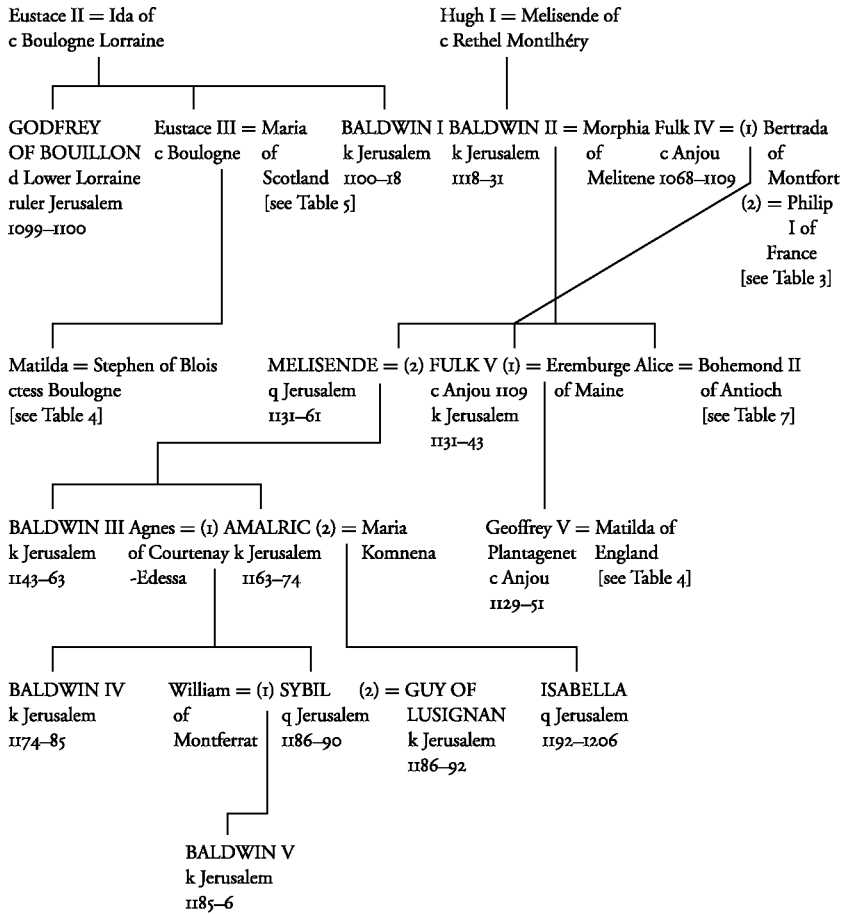 Eustace II = Ida of
c Boulogne Lorraine
Hugh I = Melisende of
c Rethel Montlhéry
GODFREY
OF BOUILLON
d Lower Lorraine
ruler Jerusalem
1099–1100
Eustace III = Maria
c Boulogne of
Scotland
[see Table 5]
BALDWIN I
k Jerusalem
1100–18
BALDWIN II = Morphia
k Jerusalem of
1118–31 Melitene
Fulk IV = (1) Bertrada
c Anjou of
1068–1109 Montfort
(2) = Philip
I of
France
[see Table 3]
Matilda = Stephen of Blois
ctess Boulogne
[see Table 4]
MELISENDE = (2) FULK V (1) = Eremburge
q Jerusalem c Anjou 1109 of Maine
1131–61 k Jerusalem
1131–43
Alice = Bohemond II
of Antioch
[see Table 7]
BALDWIN III
k Jerusalem
1143–63
Agnes = (1) AMALRIC (2) = Maria
of Courtenay k Jerusalem Komnena
-Edessa 1163–74
Geoffrey V = Matilda of
Plantagenet England
c Anjou [see Table 4]
1129–51
BALDWIN IV
k Jerusalem
1174–85
William = (1) SYBIL (2) = GUY OF
of q Jerusalem LUSIGNAN
Montferrat 1186–90 k Jerusalem
1186–92
ISABELLA
q Jerusalem
1192–1206
BALDWIN V
k Jerusalem
1185–6